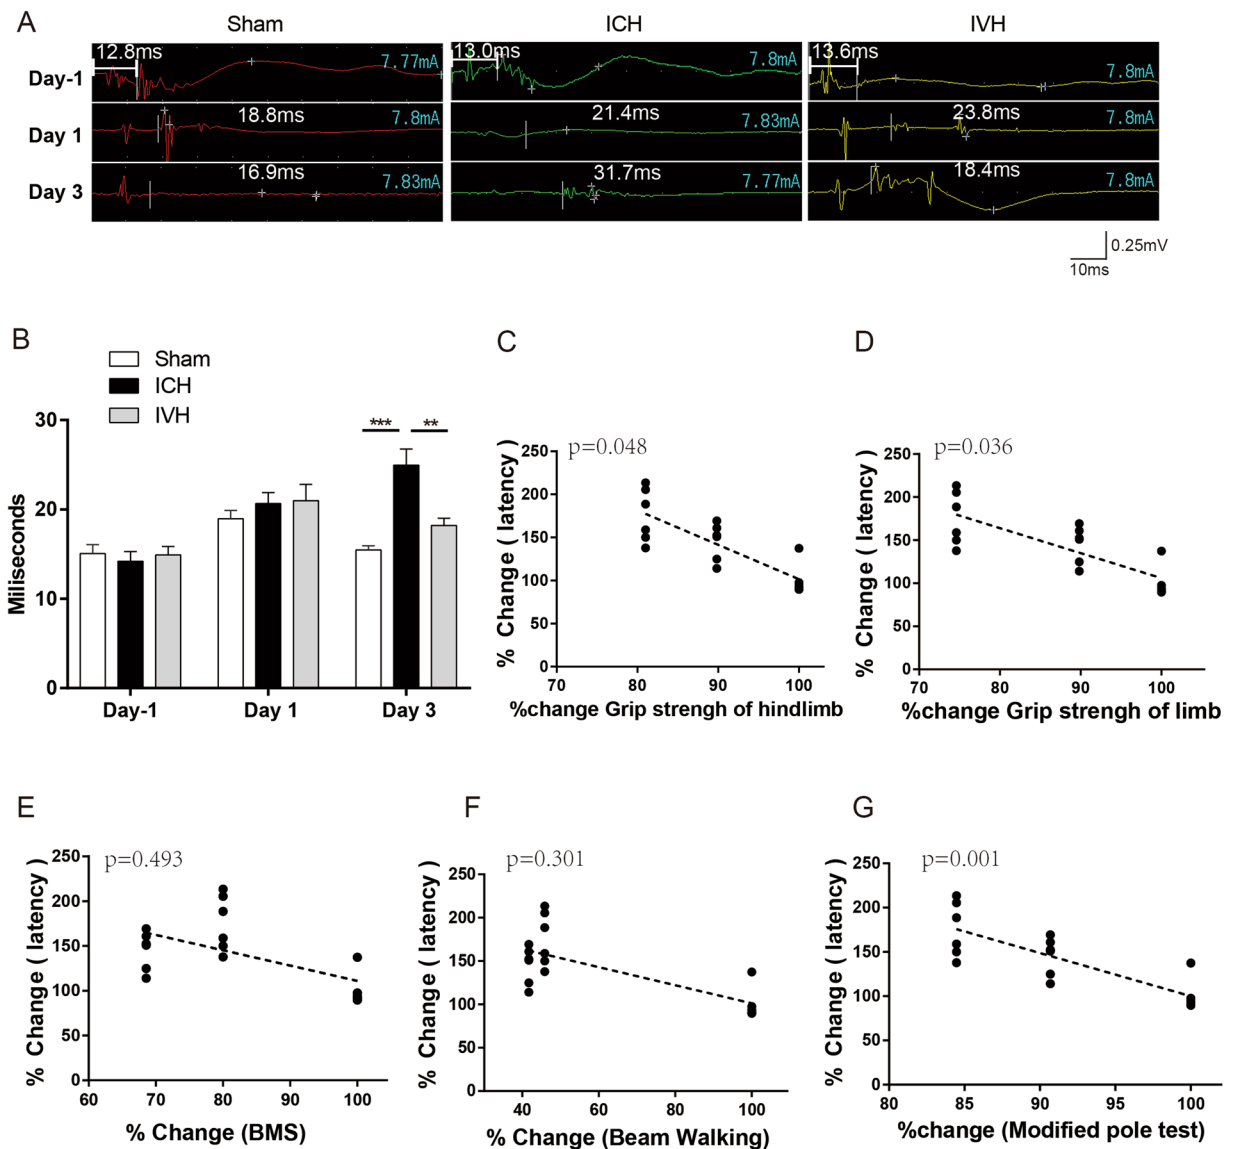 A
Sham ICH IVH
Day-1 12.8ms 7.77mA 13.0ms 7.8mA 13.6ms 7.8mA
Day 1 18.8ms 7.8mA 21.4ms 7.83mA 23.8ms 7.8mA
Day 3 16.9ms 7.83mA 31.7ms 7.77mA 18.4ms 7.8mA
0.25mV
10ms
B
Sham
ICH
IVH
Miliseconds
30
20
10
0
*** **
Day-1 Day 1 Day 3
C
p=0.048
% Change ( latency )
250
200
150
100
50
0
70 80 90 100
%change Grip strengh of hindlimb
D
p=0.036
% Change ( latency )
250
200
150
100
50
0
70 80 90 100
%change Grip strengh of limb
E
p=0.493
% Change ( latency )
250
200
150
100
50
0
60 70 80 90 100
% Change (BMS)
F
p=0.301
% Change ( latency )
250
200
150
100
50
0
40 60 80 100
% Change (Beam Walking)
G
p=0.001
% Change ( latency )
250
200
150
100
50
0
80 85 90 95 100
%change (Modified pole test)